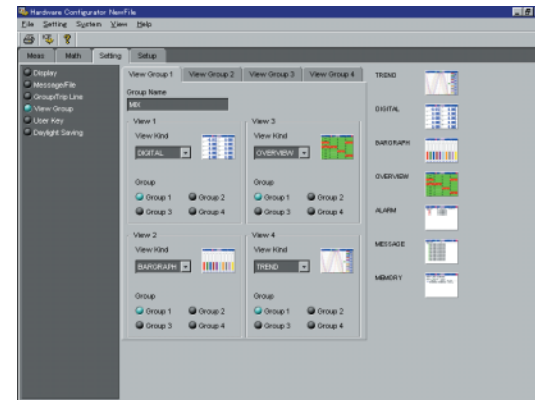 Hardware Configurator NewFile
File Setting System View Help
Meas Math Setting Setup
Display
Message/File
Group/Trip Line
View Group
User Key
Daylight Saving
View Group 1 View Group 2 View Group 3 View Group 4
Group Name
MIX
View 1
View Kind
DIGITAL
Group
Group 1 Group 2
Group 3 Group 4
View 3
View Kind
OVERVIEW
Group
Group 1 Group 2
Group 3 Group 4
View 2
View Kind
BARGRAPH
Group
Group 1 Group 2
Group 3 Group 4
View 4
View Kind
TREND
Group
Group 1 Group 2
Group 3 Group 4
TREND
DIGITAL
BARGRAPH
OVERVIEW
ALARM
MESSAGE
MEMORY